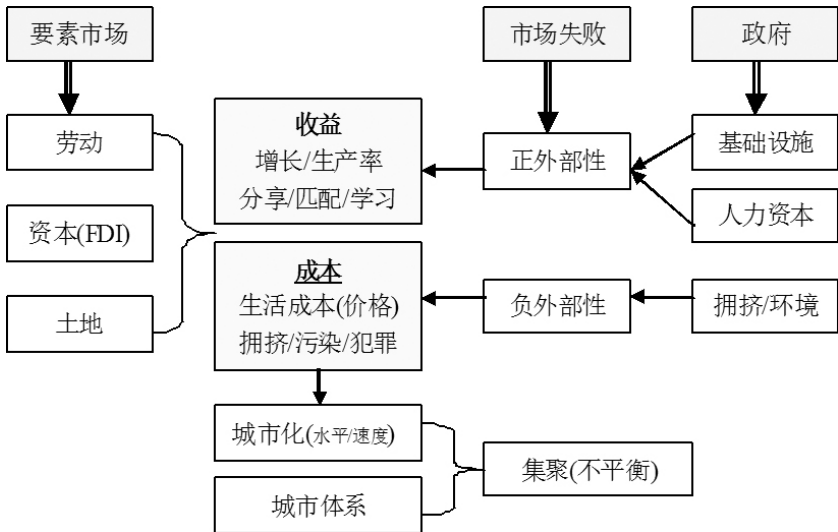 要素市场
市场失败
政府
劳动
收益
增长/生产率
分享/匹配/学习
正外部性
基础设施
人力资本
资本(FDI)
土地
成本
生活成本(价格)
拥挤/污染/犯罪
负外部性
拥挤/环境
城市化(水平/速度)
城市体系
集聚(不平衡)